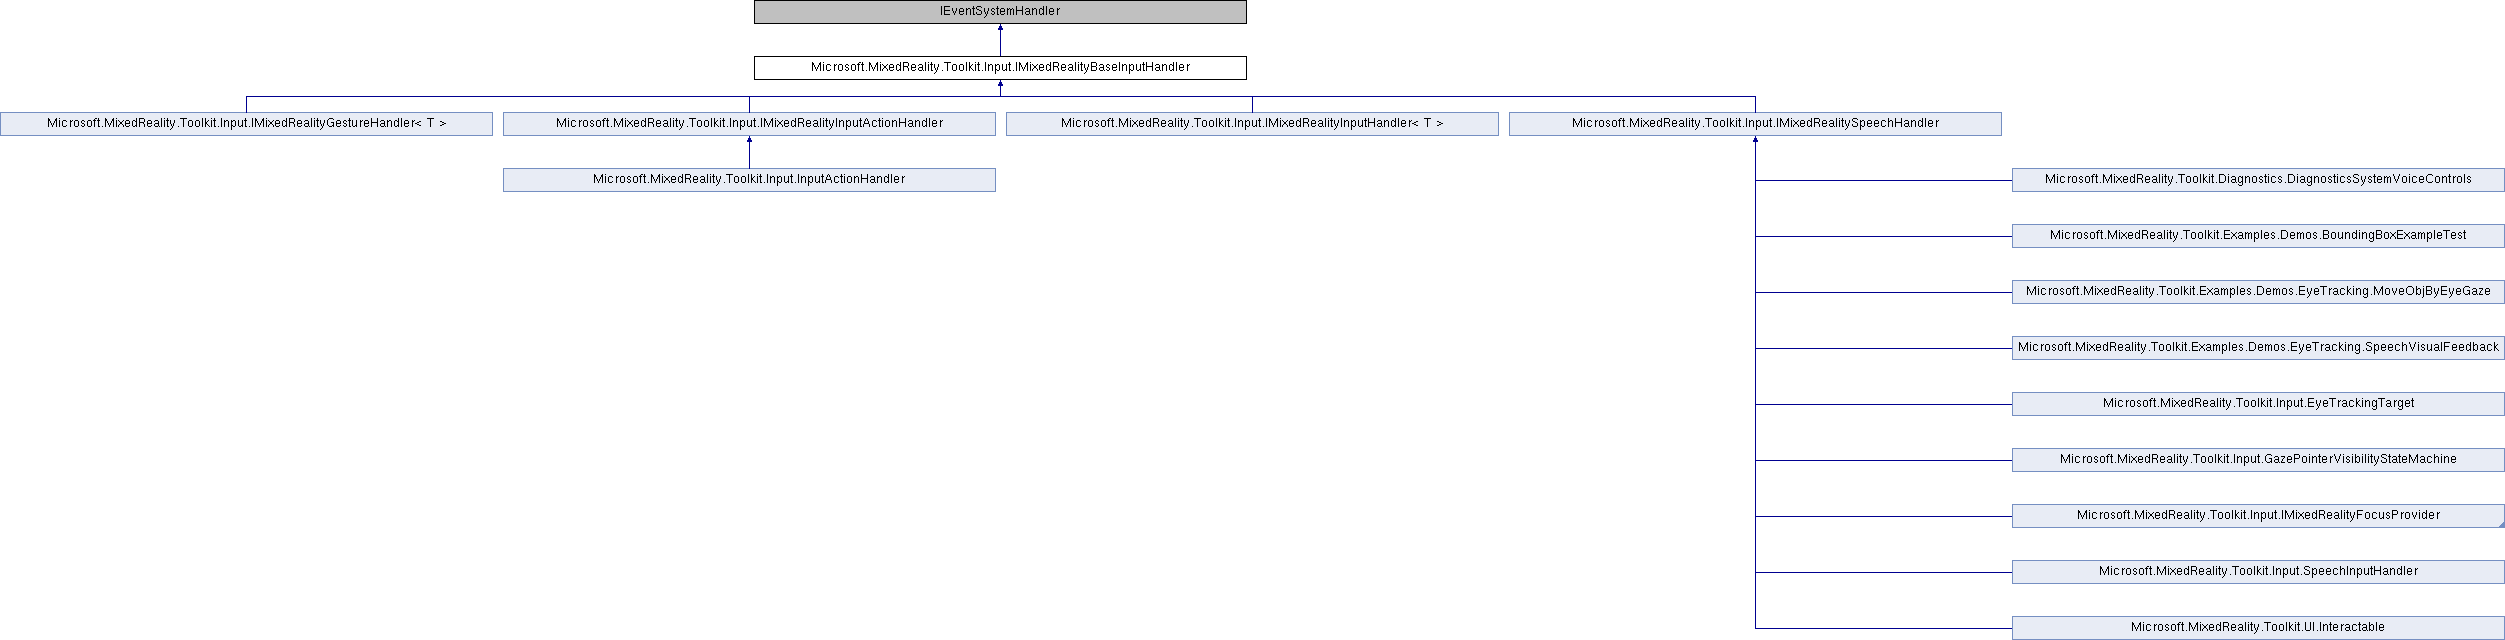 IEventSystemHandler
Microsoft.MixedReality.Toolkit.Input.IMixedRealityBaseInputHandler
Microsoft.MixedReality.Toolkit.Input.IMixedRealityGestureHandler< T >
Microsoft.MixedReality.Toolkit.Input.IMixedRealityInputActionHandler
Microsoft.MixedReality.Toolkit.Input.IMixedRealityInputHandler< T >
Microsoft.MixedReality.Toolkit.Input.IMixedRealitySpeechHandler
Microsoft.MixedReality.Toolkit.Input.InputActionHandler
Microsoft.MixedReality.Toolkit.Diagnostics.DiagnosticsSystemVoiceControls
Microsoft.MixedReality.Toolkit.Examples.Demos.BoundingBoxExampleTest
Microsoft.MixedReality.Toolkit.Examples.Demos.EyeTracking.MoveObjByEyeGaze
Microsoft.MixedReality.Toolkit.Examples.Demos.EyeTracking.SpeechVisualFeedback
Microsoft.MixedReality.Toolkit.Input.EyeTrackingTarget
Microsoft.MixedReality.Toolkit.Input.GazePointerVisibilityStateMachine
Microsoft.MixedReality.Toolkit.Input.IMixedRealityFocusProvider
Microsoft.MixedReality.Toolkit.Input.SpeechInputHandler
Microsoft.MixedReality.Toolkit.UI.Interactable